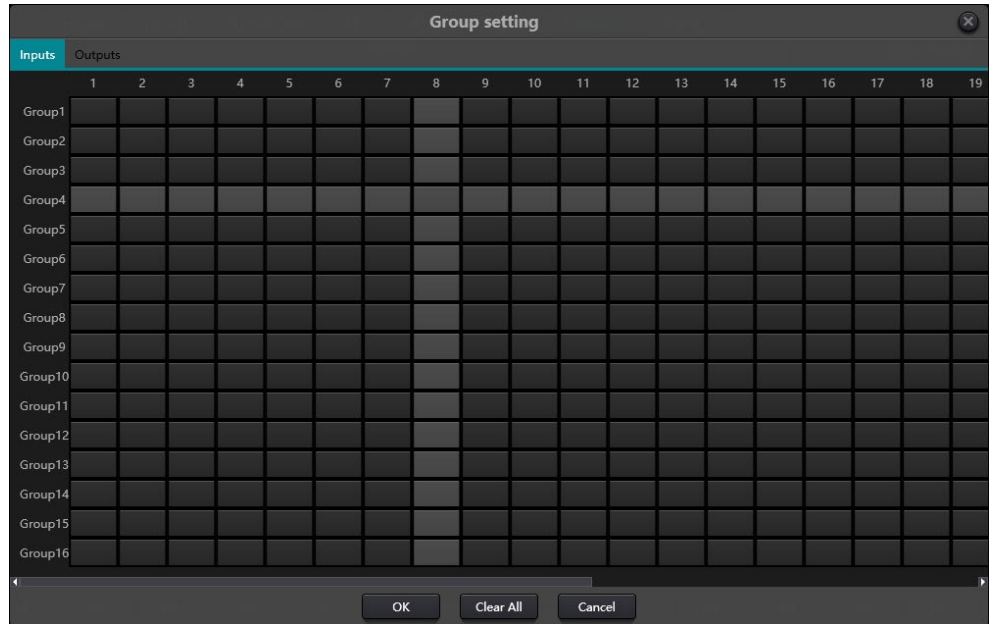 Group setting
Inputs Outputs
1 2 3 4 5 6 7 8 9 10 11 12 13 14 15 16 17 18 19
Group1
Group2
Group3
Group4
Group5
Group6
Group7
Group8
Group9
Group10
Group11
Group12
Group13
Group14
Group15
Group16
OK Clear All Cancel